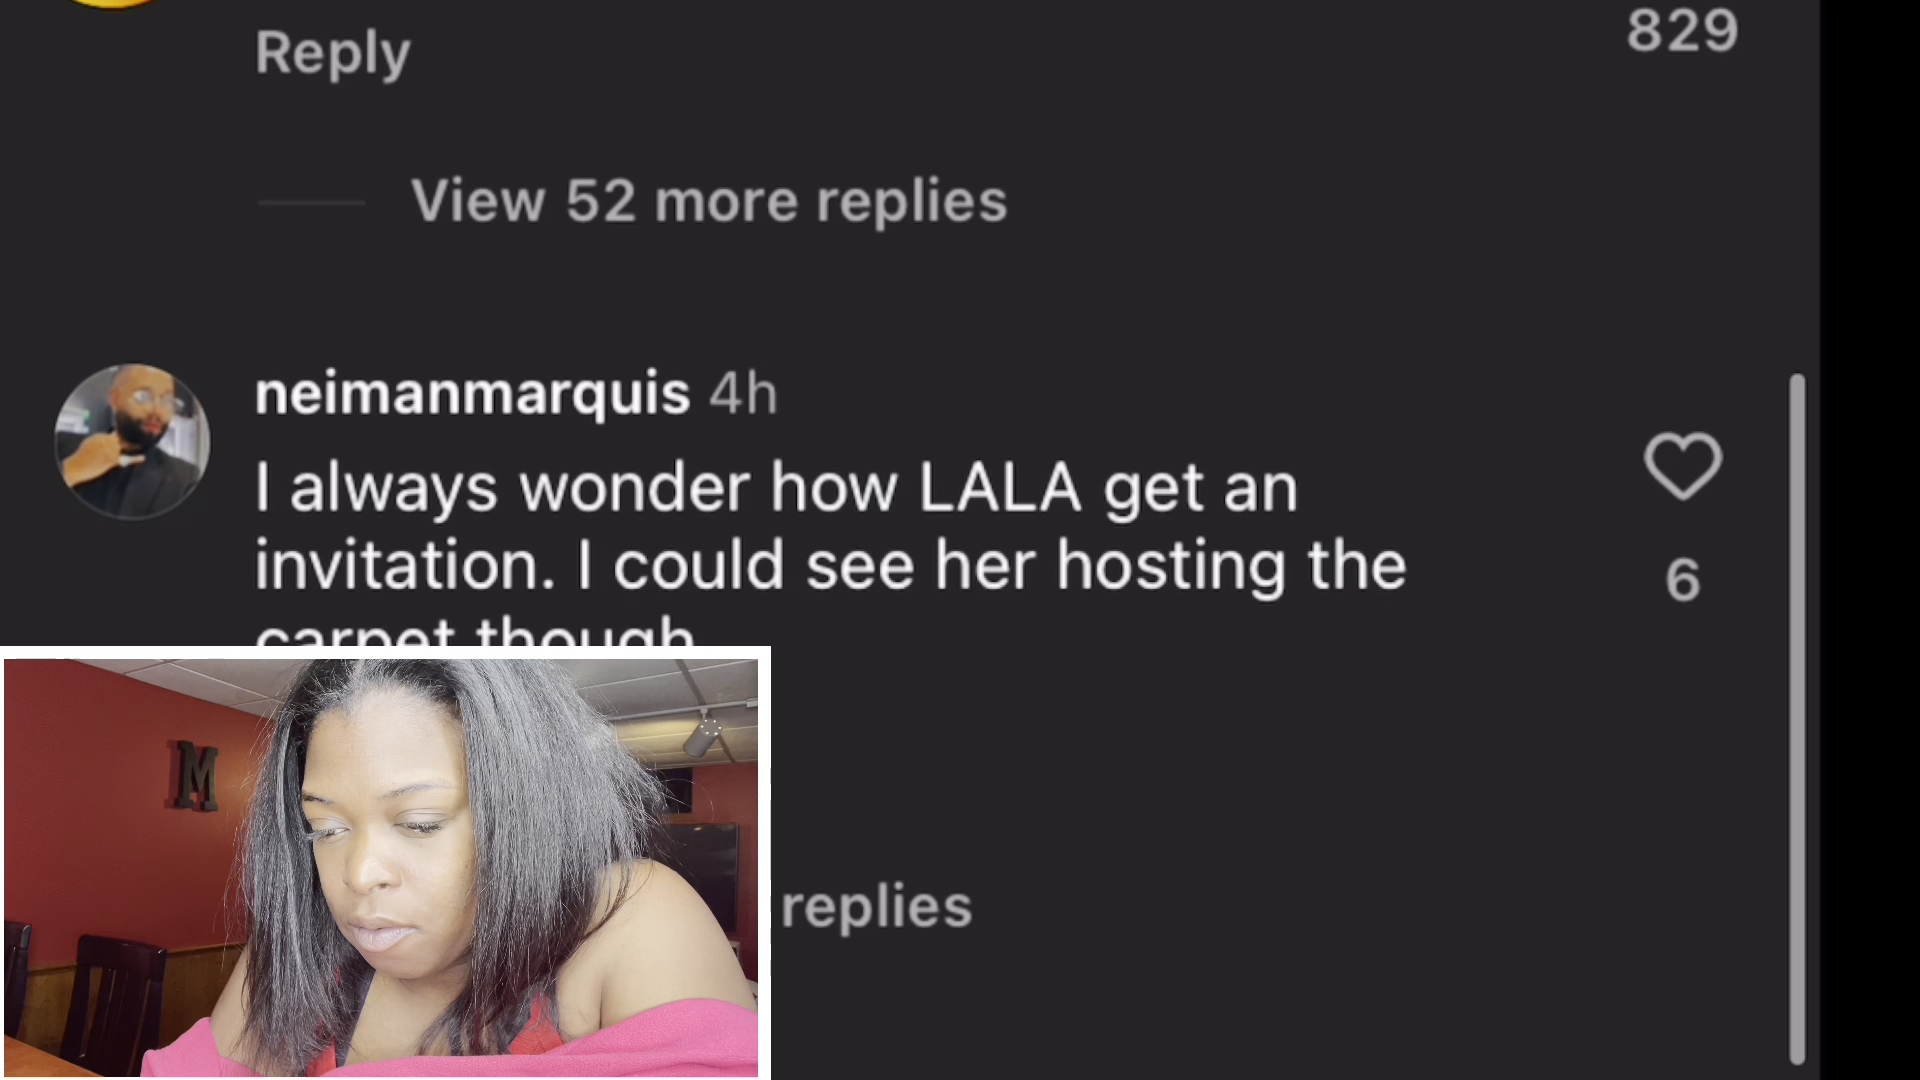 829
Reply
View 52 more replies
neimanmarquis 4h
I always wonder how LALA get an
invitation. I could see her hosting the
carpet though
6
M
replies